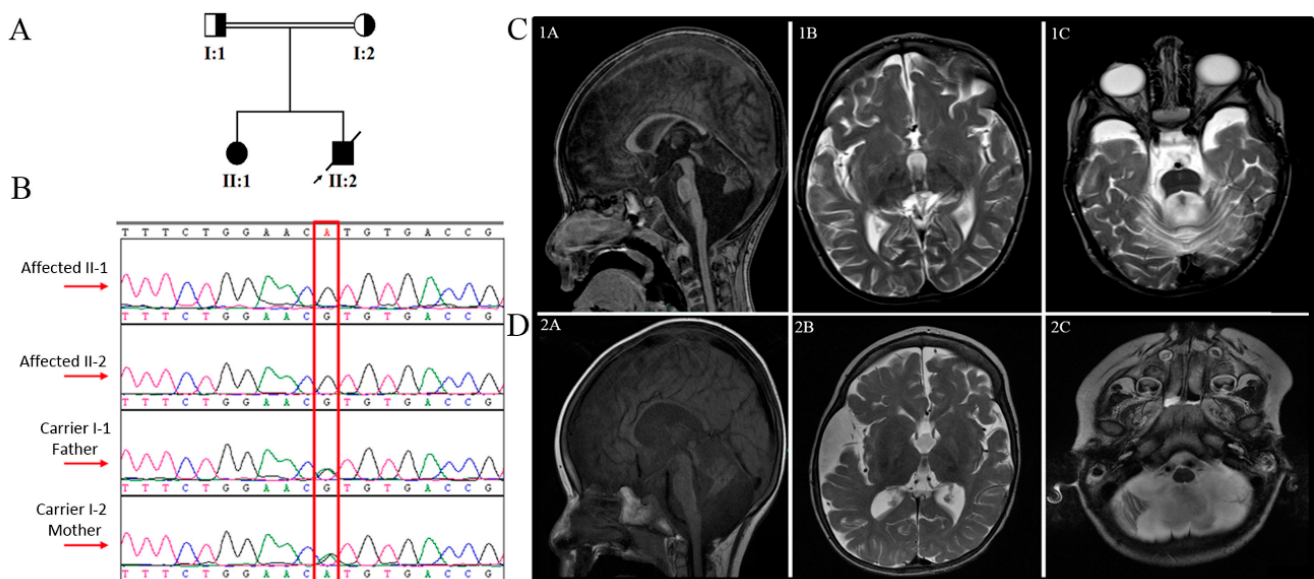 A
I:1
I:2
II:1
II:2
B
T T T C T G G A A C A T G T G A C C G
Affected II-1
T T T C T G G A A C G T G T G A C C G
Affected II-2
T T T C T G G A A C G T G T G A C C G
Carrier I-1
Father
T T T C T G G A A C G T G T G A C C G
Carrier I-2
Mother
T T T C T G G A A C A T G T G A C C G
C
1A
1B
1C
D
2A
2B
2C